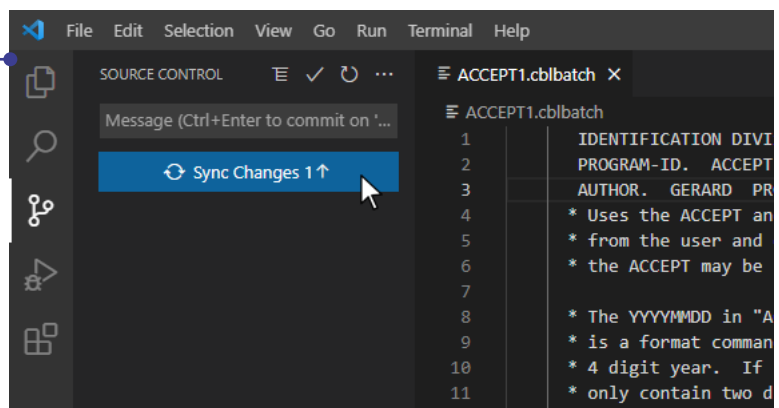 File Edit Selection View Go Run Terminal Help
SOURCE CONTROL
Message (Ctrl+Enter to commit on '...
Sync Changes 1↑
ACCEPT1.cblbatch
ACCEPT1.cblbatch
1 IDENTIFICATION DIVI
2 PROGRAM-ID. ACCEPT
3 AUTHOR. GERARD PR
4 * Uses the ACCEPT an
5 * from the user and
6 * the ACCEPT may be
7
8 * The YYYYMMDD in "A
9 * is a format comman
10 * 4 digit year. If
11 * only contain two d